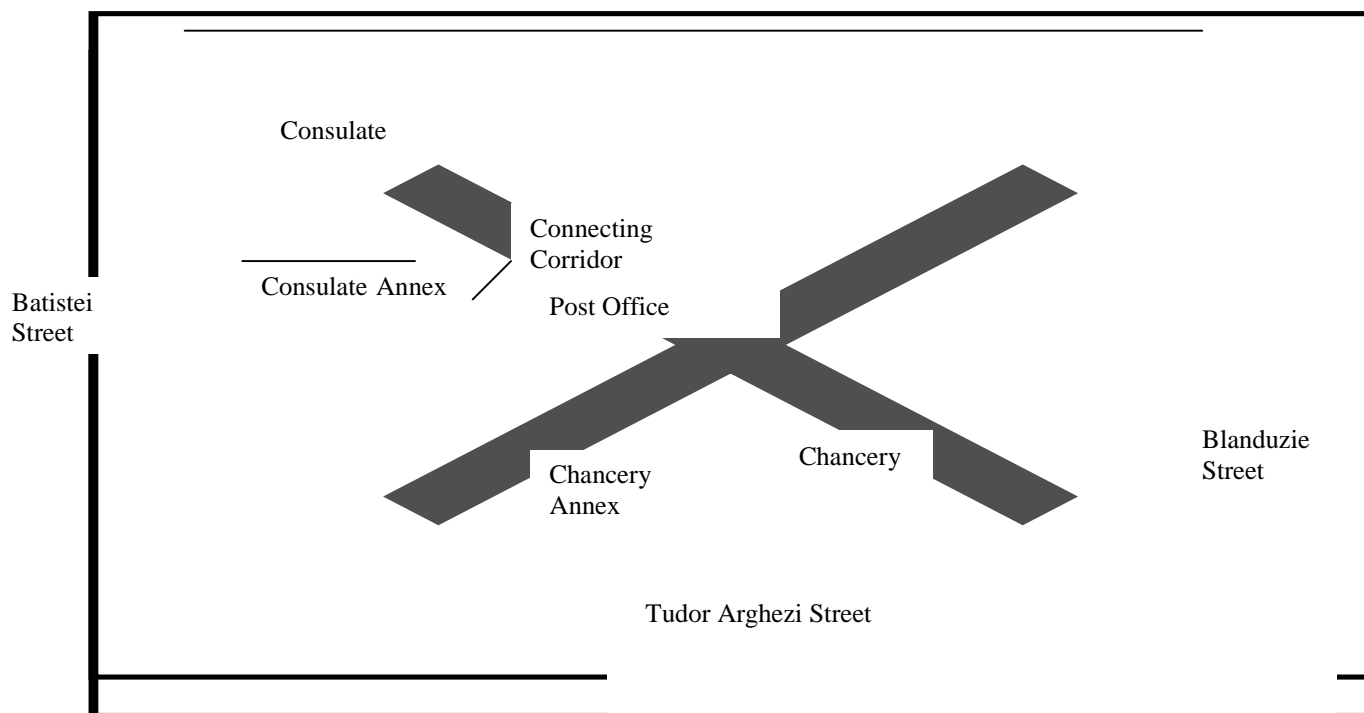 Consulate
Connecting
Corridor
Consulate Annex
Post Office
Batistei
Street
Chancery
Blanduzie
Street
Chancery
Annex
Tudor Arghezi Street